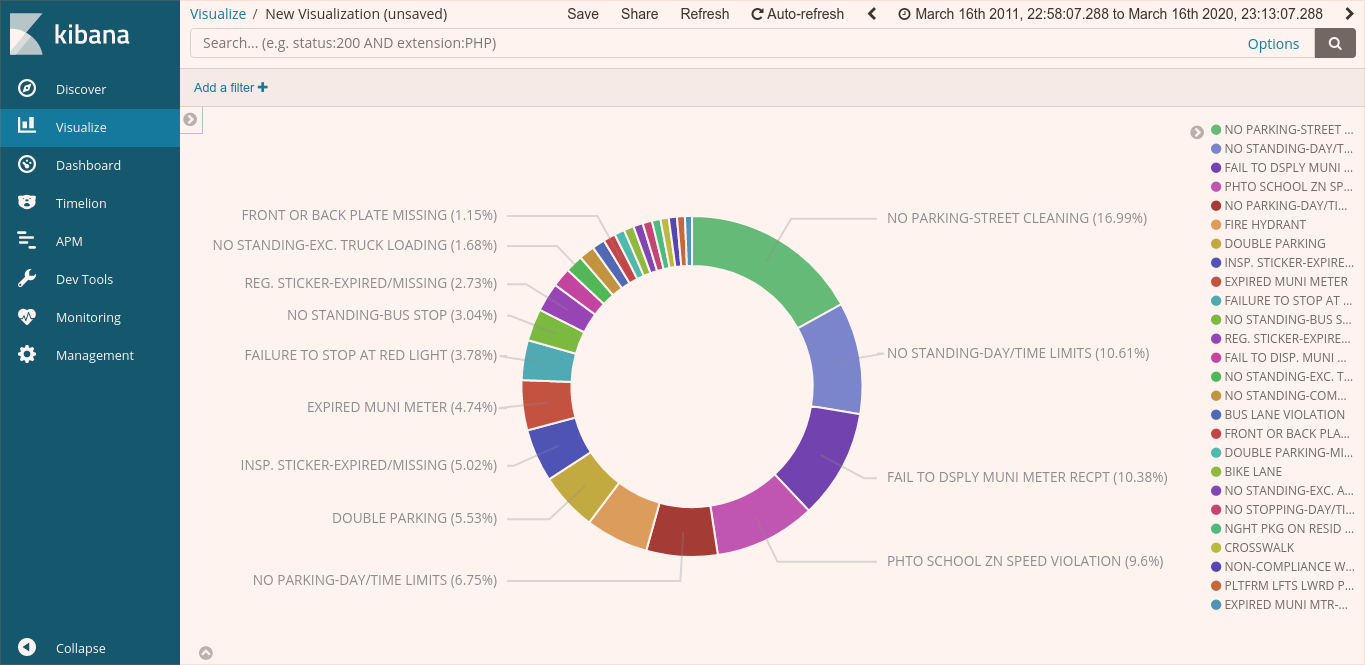 kibana
Discover
Visualize
Dashboard
Timelion
APM
Dev Tools
Monitoring
Management
Collapse
Visualize / New Visualization (unsaved)
Save Share Refresh Auto-refresh March 16th 2011, 22:58:07.288 to March 16th 2020, 23:13:07.288
Search... (e.g. status:200 AND extension:PHP)
Options
Add a filter
FRONT OR BACK PLATE MISSING (1.15%)
NO STANDING-EXC. TRUCK LOADING (1.68%)
REG. STICKER-EXPIRED/MISSING (2.73%)
NO STANDING-BUS STOP (3.04%)
FAILURE TO STOP AT RED LIGHT (3.78%)
EXPIRED MUNI METER (4.74%)
INSP. STICKER-EXPIRED/MISSING (5.02%)
DOUBLE PARKING (5.53%)
NO PARKING-DAY/TIME LIMITS (6.75%)
NO PARKING-STREET CLEANING (16.99%)
NO STANDING-DAY/TIME LIMITS (10.61%)
FAIL TO DSPLY MUNI METER RECPT (10.38%)
PHTO SCHOOL ZN SPEED VIOLATION (9.6%)
NO PARKING-STREET ...
NO STANDING-DAY/T...
FAIL TO DSPLY MUNI ...
PHTO SCHOOL ZN SP...
NO PARKING-DAY/TI...
FIRE HYDRANT
DOUBLE PARKING
INSP. STICKER-EXPIRE...
EXPIRED MUNI METER
FAILURE TO STOP AT ...
NO STANDING-BUS S...
REG. STICKER-EXPIRE...
FAIL TO DISP. MUNI ...
NO STANDING-EXC. T...
NO STANDING-COM...
BUS LANE VIOLATION
FRONT OR BACK PLA...
DOUBLE PARKING-MI...
BIKE LANE
NO STANDING-EXC. A...
NO STOPPING-DAY/TI...
NGHT PKG ON RESID ...
CROSSWALK
NON-COMPLIANCE W...
PLTFRM LFTS LWRD P...
EXPIRED MUNI MTR-...